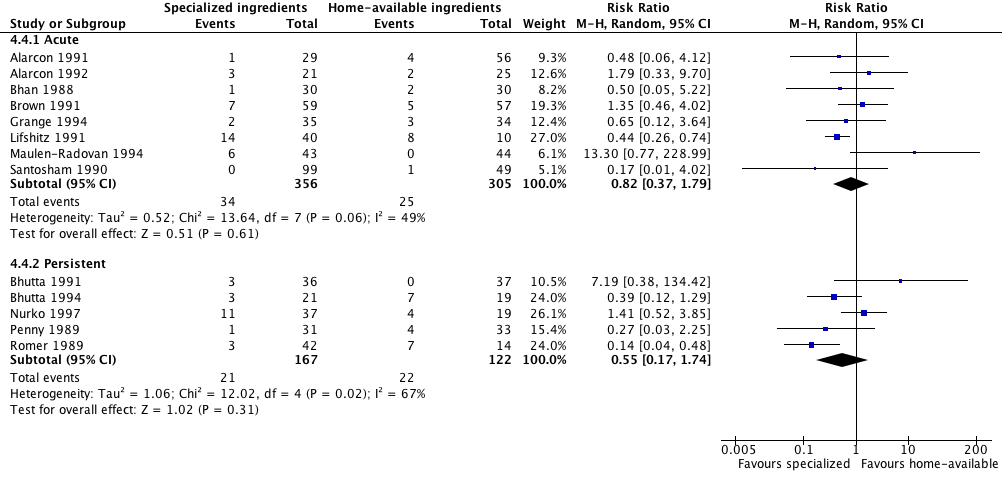 Specialized ingredients Home-available ingredients Risk Ratio Risk Ratio
Study or Subgroup Events Total Events Total Weight M-H, Random, 95% CI M-H, Random, 95% CI
4.4.1 Acute
Alarcon 1991 1 29 4 56 9.3% 0.48 [0.06, 4.12]
Alarcon 1992 3 21 2 25 12.6% 1.79 [0.33, 9.70]
Bhan 1988 1 30 2 30 8.2% 0.50 [0.05, 5.22]
Brown 1991 7 59 5 57 19.3% 1.35 [0.46, 4.02]
Grange 1994 2 35 3 34 12.4% 0.65 [0.12, 3.64]
Lifshitz 1991 14 40 8 10 27.0% 0.44 [0.26, 0.74]
Maulen-Radovan 1994 6 43 0 44 6.1% 13.30 [0.77, 228.99]
Santosham 1990 0 99 1 49 5.1% 0.17 [0.01, 4.02]
Subtotal (95% CI) 356 305 100.0% 0.82 [0.37, 1.79]
Total events 34 25
Heterogeneity: Tau² = 0.52; Chi² = 13.64, df = 7 (P = 0.06); I² = 49%
Test for overall effect: Z = 0.51 (P = 0.61)
4.4.2 Persistent
Bhutta 1991 3 36 0 37 10.5% 7.19 [0.38, 134.42]
Bhutta 1994 3 21 7 19 24.0% 0.39 [0.12, 1.29]
Nurko 1997 11 37 4 19 26.1% 1.41 [0.52, 3.85]
Penny 1989 1 31 4 33 15.4% 0.27 [0.03, 2.25]
Romer 1989 3 42 7 14 24.0% 0.14 [0.04, 0.48]
Subtotal (95% CI) 167 122 100.0% 0.55 [0.17, 1.74]
Total events 21 22
Heterogeneity: Tau² = 1.06; Chi² = 12.02, df = 4 (P = 0.02); I² = 67%
Test for overall effect: Z = 1.02 (P = 0.31)
0.005 0.1 1 10 200
Favours specialized Favours home-available